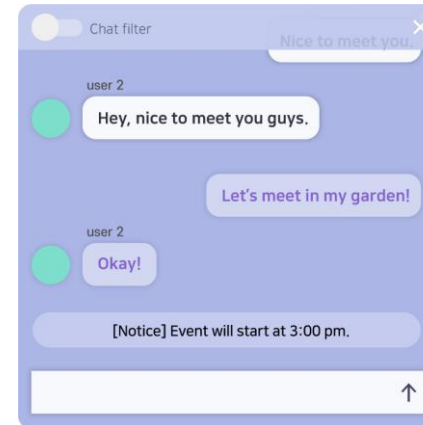 Chat filter
Nice to meet you.
user 2
Hey, nice to meet you guys.
Let's meet in my garden!
user 2
Okay!
[Notice] Event will start at 3:00 pm.